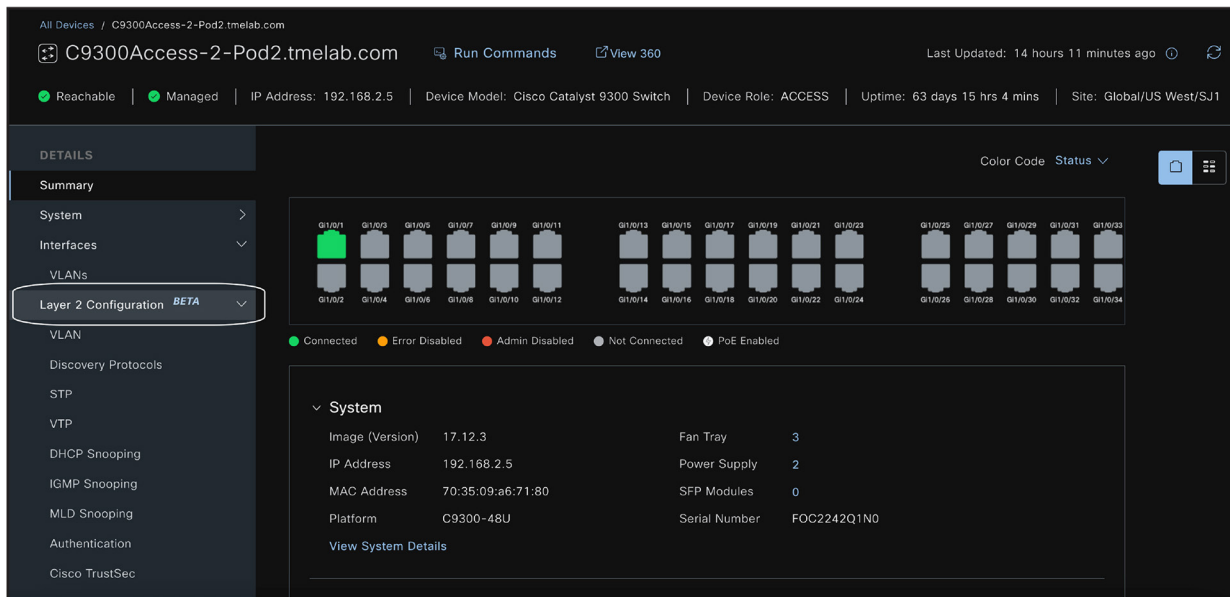 All Devices / C9300Access-2-Pod2.tmelab.com
C9300Access-2-Pod2.tmelab.com Run Commands View 360 Last Updated: 14 hours 11 minutes ago
Reachable Managed IP Address: 192.168.2.5 Device Model: Cisco Catalyst 9300 Switch Device Role: ACCESS Uptime: 63 days 15 hrs 4 mins Site: Global/US West/SJ1
DETAILS
Summary
System
Interfaces
VLANs
Layer 2 Configuration BETA
VLAN
Discovery Protocols
STP
VTP
DHCP Snooping
IGMP Snooping
MLD Snooping
Authentication
Cisco TrustSec
Color Code Status
Gi1/0/1 Gi1/0/3 Gi1/0/5 Gi1/0/7 Gi1/0/9 Gi1/0/11 Gi1/0/13 Gi1/0/15 Gi1/0/17 Gi1/0/19 Gi1/0/21 Gi1/0/23 Gi1/0/25 Gi1/0/27 Gi1/0/29 Gi1/0/31 Gi1/0/33
Gi1/0/2 Gi1/0/4 Gi1/0/6 Gi1/0/8 Gi1/0/10 Gi1/0/12 Gi1/0/14 Gi1/0/16 Gi1/0/18 Gi1/0/20 Gi1/0/22 Gi1/0/24 Gi1/0/26 Gi1/0/28 Gi1/0/30 Gi1/0/32 Gi1/0/34
Connected Error Disabled Admin Disabled Not Connected PoE Enabled
System
Image (Version) 17.12.3 Fan Tray 3
IP Address 192.168.2.5 Power Supply 2
MAC Address 70:35:09:a6:71:80 SFP Modules 0
Platform C9300-48U Serial Number FOC2242Q1N0
View System Details